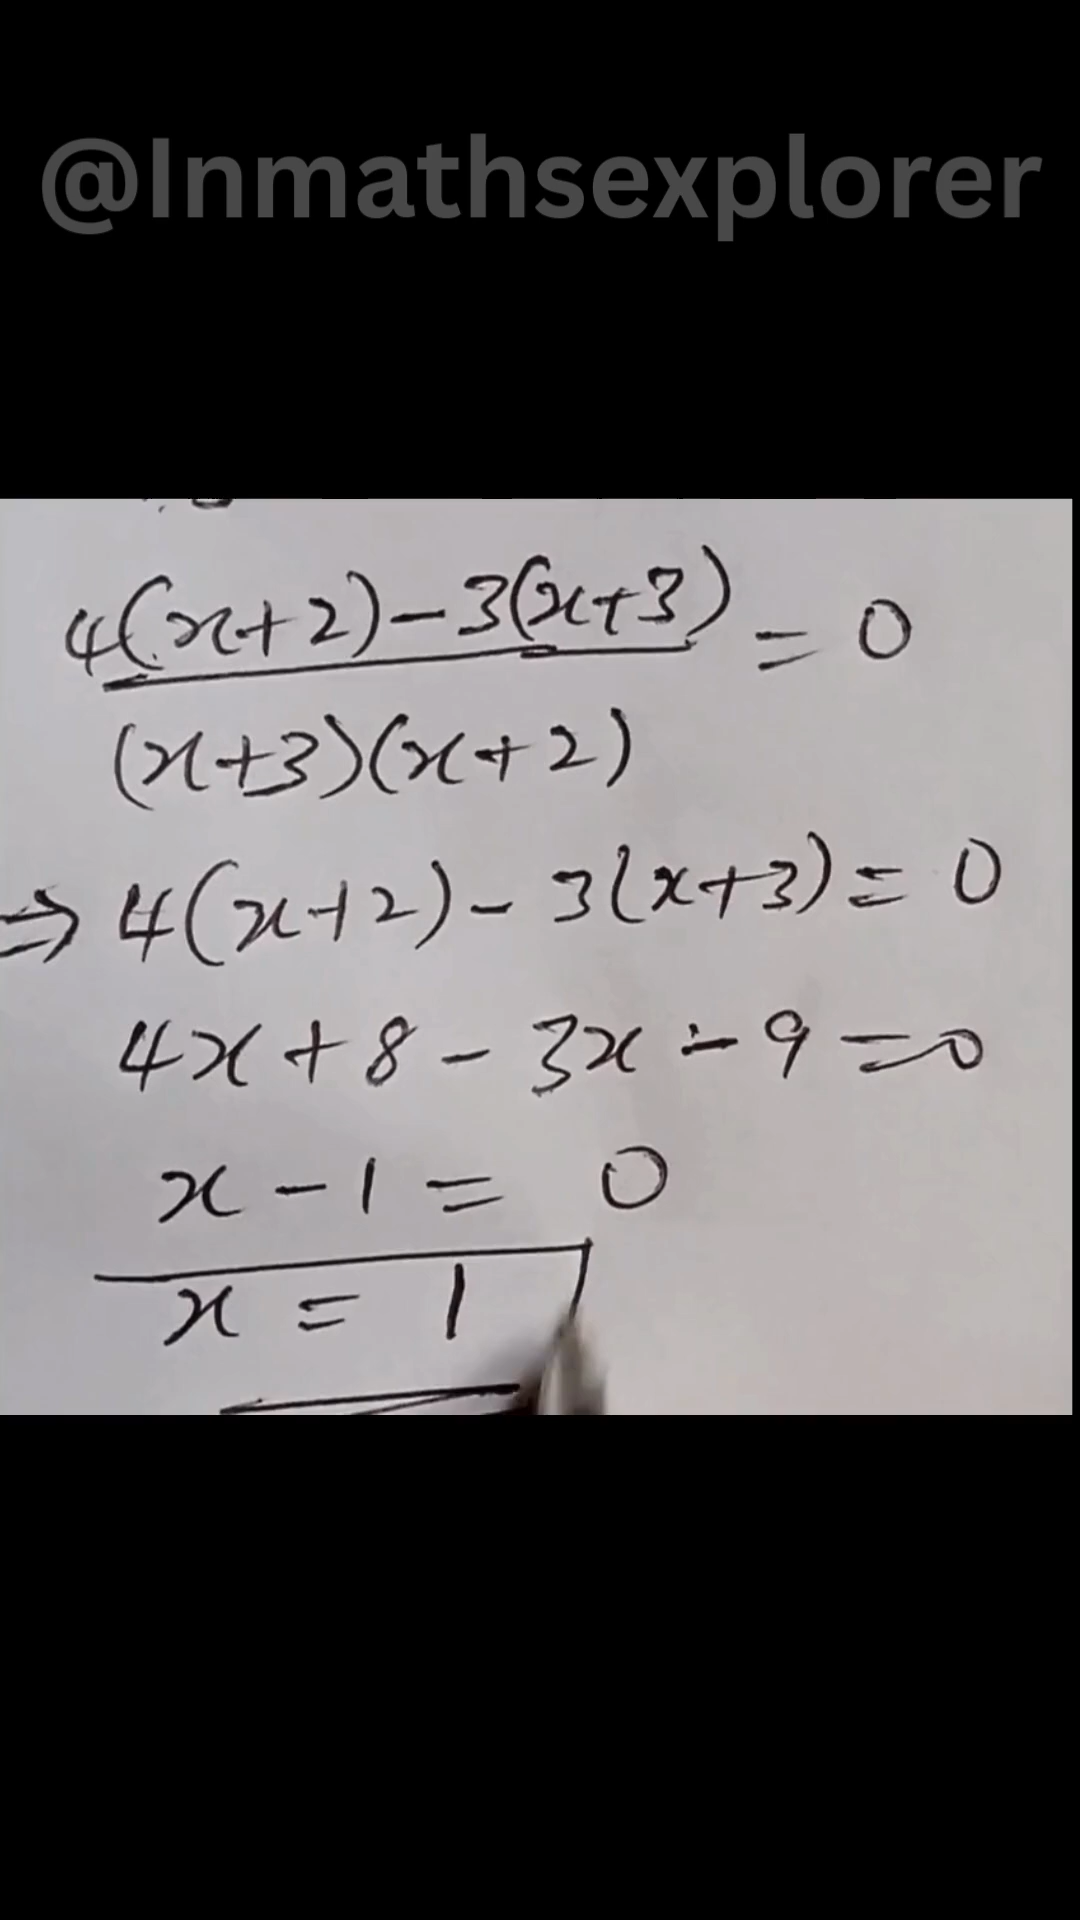 @Inmathsexplorer
4(x+2)-3(x+3) = 0
(x+3)(x+2)
⇒ 4(x+2)- 3(x+3)= 0
4x + 8 - 3x - 9 = 0
x - 1 = 0
x = 1